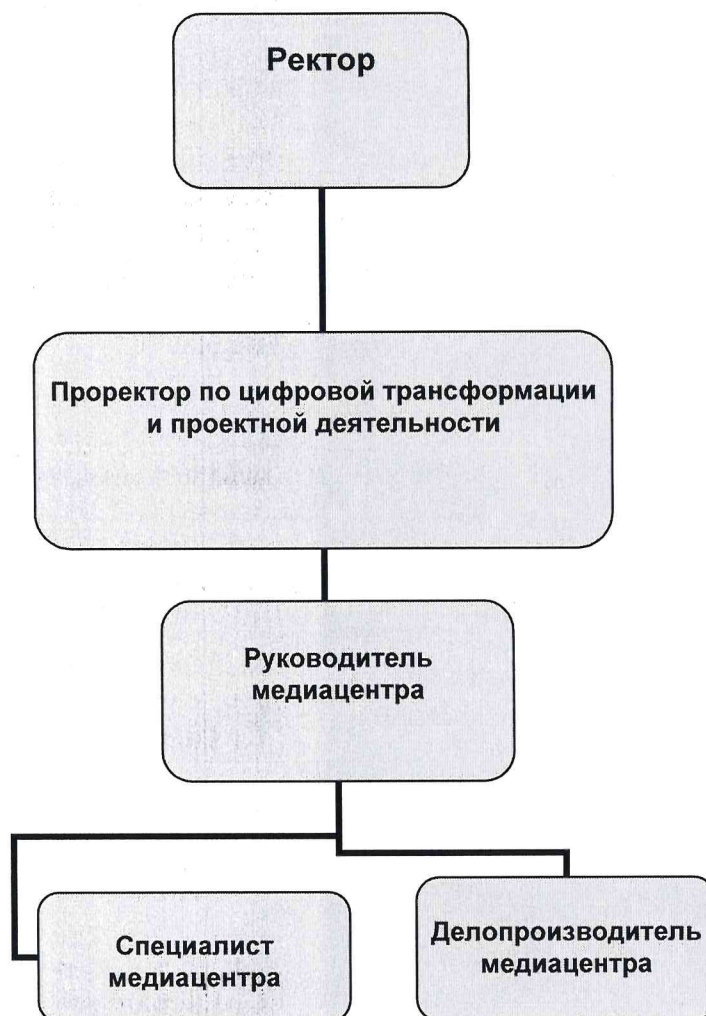 Ректор
Проректор по цифровой трансформации
и проектной деятельности
Руководитель
медиацентра
Специалист
медиацентра
Делопроизводитель
медиацентра